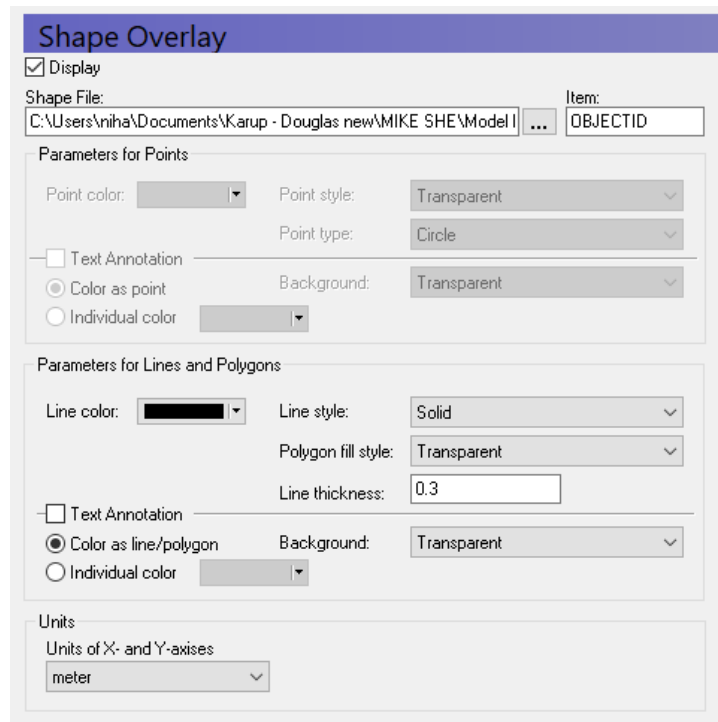 Shape Overlay
Display
Shape File: Item:
C:\Users\niha\Documents\Karup - Douglas new\MIKE SHE\Model I ... OBJECTID
Parameters for Points
Point color: Point style: Transparent
Point type: Circle
Text Annotation
Color as point Background: Transparent
Individual color
Parameters for Lines and Polygons
Line color: Line style: Solid
Polygon fill style: Transparent
Line thickness: 0.3
Text Annotation
Color as line/polygon Background: Transparent
Individual color
Units
Units of X- and Y-axises
meter